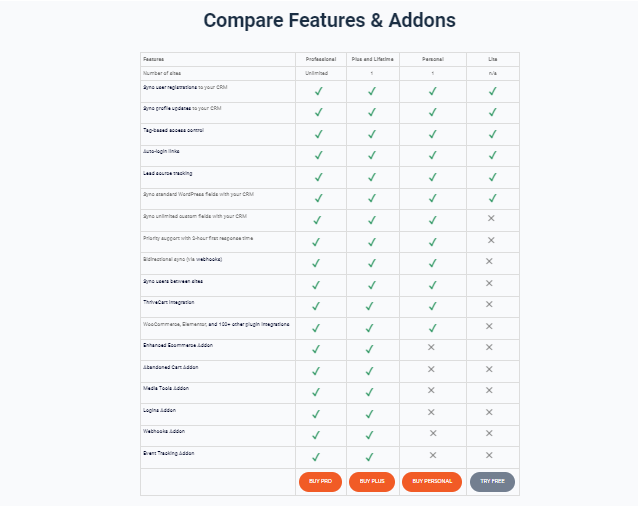 Compare Features & Addons
Features Professional Plus and Lifetime Personal Lite
Number of sites Unlimited 1 1 n/a
Sync user registrations to your CRM ✓ ✓ ✓ ✓
Sync profile updates to your CRM ✓ ✓ ✓ ✓
Tag-based access control ✓ ✓ ✓ ✓
Auto-login links ✓ ✓ ✓ ✓
Lead source tracking ✓ ✓ ✓ ✓
Sync standard WordPress fields with your CRM ✓ ✓ ✓ ✓
Sync unlimited custom fields with your CRM ✓ ✓ ✓ ✕
Priority support with 2-hour first response time ✓ ✓ ✓ ✕
Bidirectional sync (via webhooks) ✓ ✓ ✓ ✕
Sync users between sites ✓ ✓ ✓ ✕
ThriveCart integration ✓ ✓ ✓ ✕
WooCommerce, Elementor, and 100+ other plugin integrations ✓ ✓ ✓ ✕
Enhanced Ecommerce Addon ✓ ✓ ✕ ✕
Abandoned Cart Addon ✓ ✓ ✕ ✕
Media Tools Addon ✓ ✓ ✕ ✕
Logins Addon ✓ ✓ ✕ ✕
Webhooks Addon ✓ ✓ ✕ ✕
Event Tracking Addon ✓ ✓ ✕ ✕
BUY PRO BUY PLUS BUY PERSONAL TRY FREE